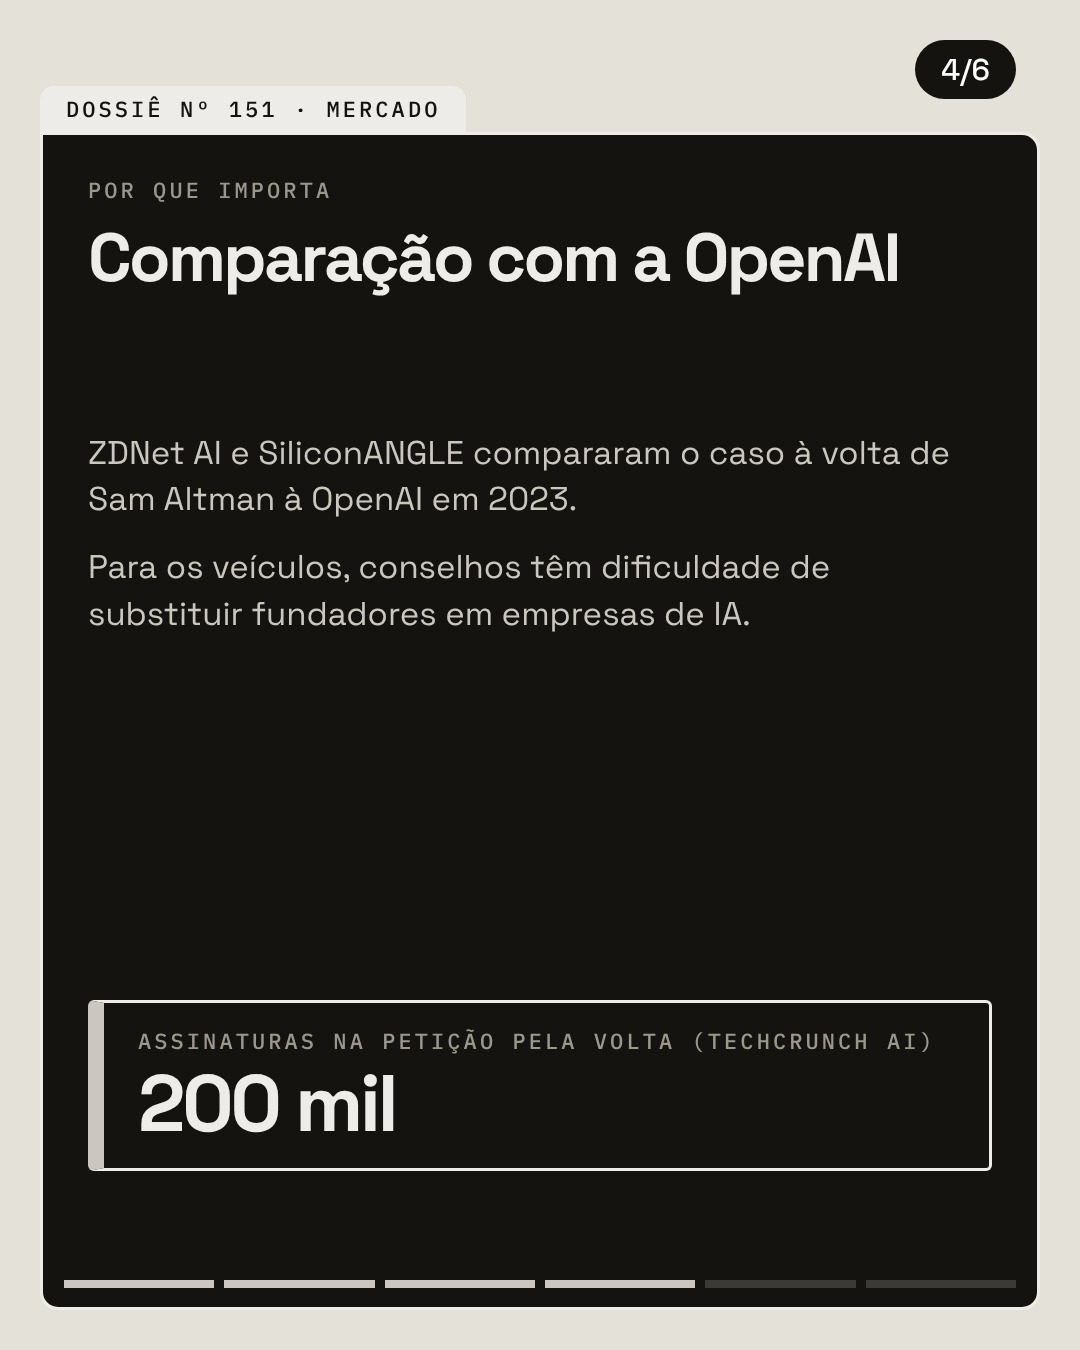 4/6
DOSSIÊ Nº 151 · MERCADO
POR QUE IMPORTA
Comparação com a OpenAI
ZDNet AI e SiliconANGLE compararam o caso à volta de
Sam Altman à OpenAI em 2023.
Para os veículos, conselhos têm dificuldade de
substituir fundadores em empresas de IA.
ASSINATURAS NA PETIÇÃO PELA VOLTA (TECHCRUNCH AI)
200 mil